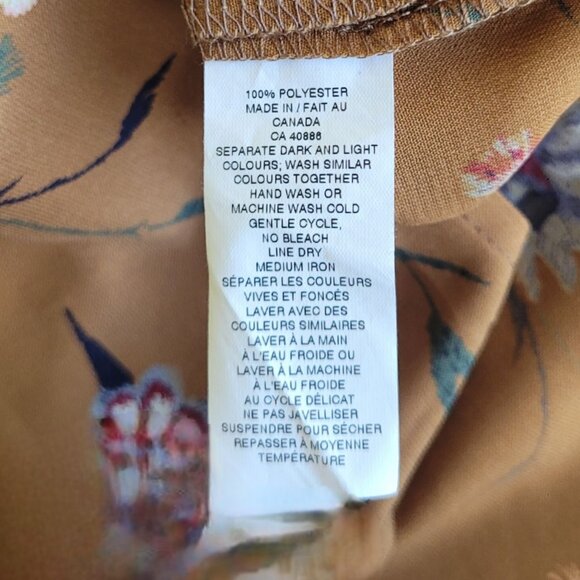 100% POLYESTER
MADE IN / FAIT AU
CANADA
CA 40886
SEPARATE DARK AND LIGHT
COLOURS; WASH SIMILAR
COLOURS TOGETHER
HAND WASH OR
MACHINE WASH COLD
GENTLE CYCLE,
NO BLEACH
LINE DRY
MEDIUM IRON
SÉPARER LES COULEURS
VIVES ET FONCÉS
LAVER AVEC DES
COULEURS SIMILAIRES
LAVER À LA MAIN
À L'EAU FROIDE OU
LAVER À LA MACHINE
À L'EAU FROIDE
AU CYCLE DÉLICAT
NE PAS JAVELLISER
SUSPENDRE POUR SÉCHER
REPASSER À MOYENNE
TEMPÉRATURE